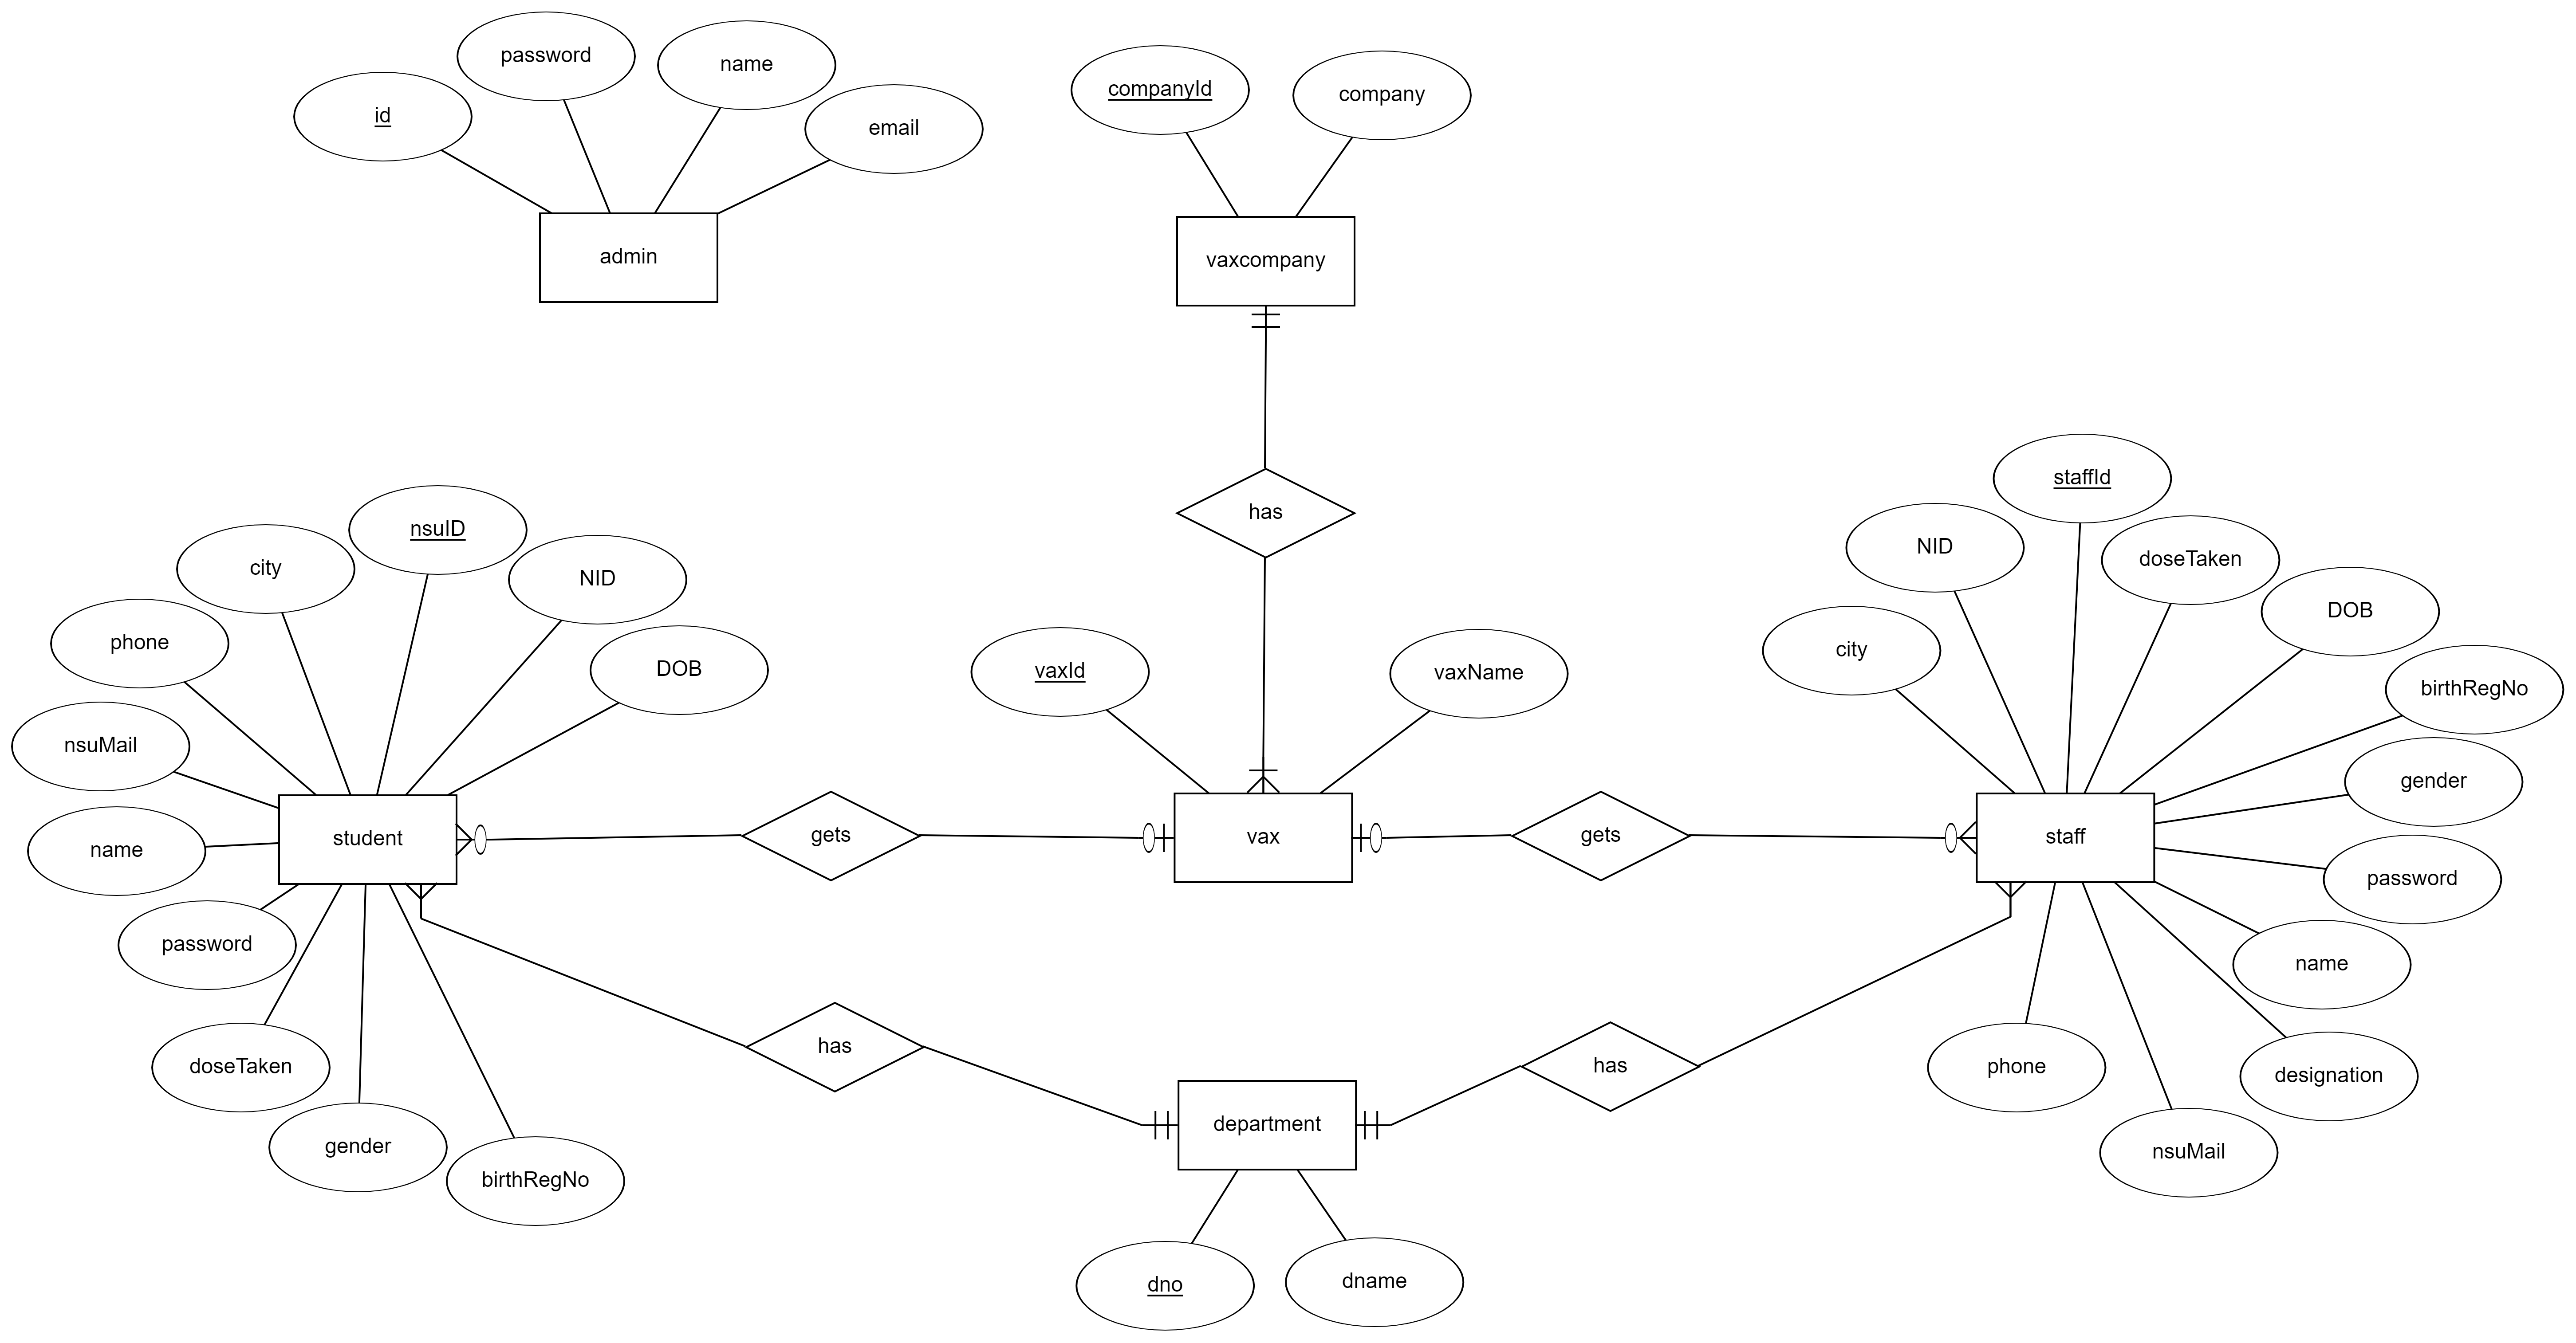 password
name
id
email
admin
companyId
company
vaxcompany
has
nsuID
city
NID
phone
DOB
nsuMail
name
student
password
doseTaken
gender
birthRegNo
gets
vaxId
vaxName
vax
gets
staffId
NID
doseTaken
DOB
city
birthRegNo
gender
staff
password
name
designation
phone
nsuMail
has
has
department
dno
dname